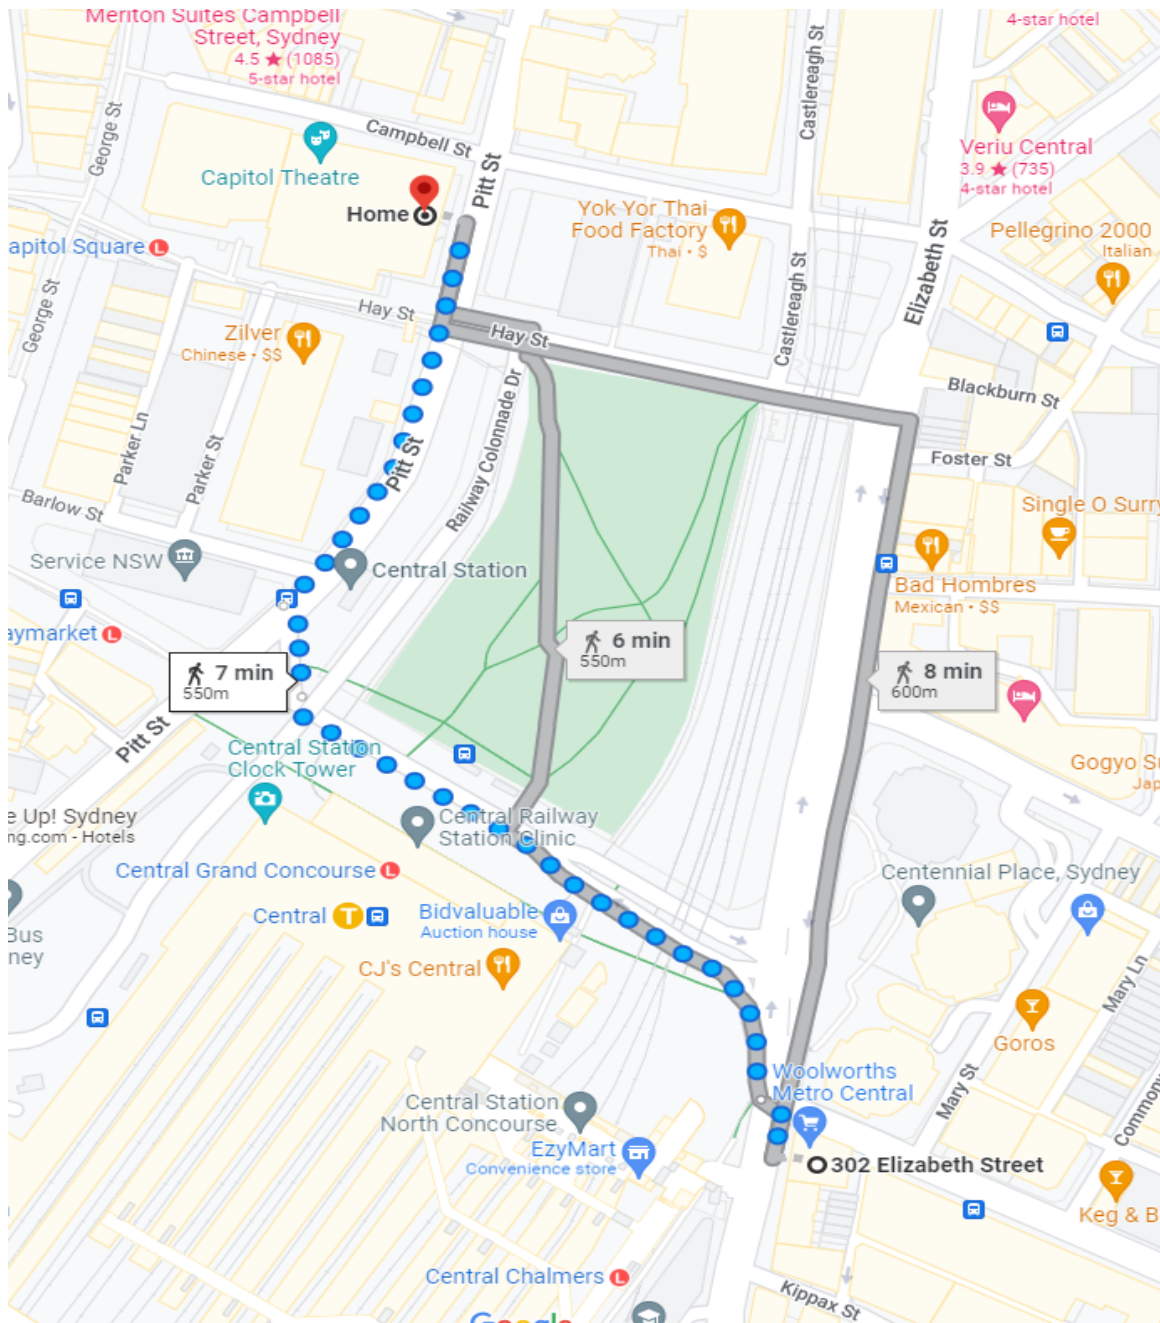 Meriton Suites Campbell
Street, Sydney
4.5 ★ (1085)
5-star hotel
4-star hotel
Castlereagh St
George St
Campbell St
Pitt St
Capitol Theatre
Home
Veriu Central
3.9 ★ (735)
4-star hotel
Yok Yor Thai
Food Factory
Thai • $
Pellegrino 2000
Italian
apitol Square L
Elizabeth St
Castlereagh St
George St
Hay St
Hay St
Zilver
Chinese • $$
Railway Colonnade Dr
Blackburn St
Parker Ln
Parker St
Pitt St
Foster St
Barlow St
Single O Surry
Service NSW
Central Station
Bad Hombres
Mexican • $$
aymarket L
6 min
550m
7 min
550m
8 min
600m
Pitt St
Central Station
Clock Tower
Gogyo Su
Jap
e Up! Sydney
ng.com - Hotels
Central Railway
Station Clinic
Central Grand Concourse L
Centennial Place, Sydney
Central T
Bidvaluable
Auction house
Bus
ney
CJ's Central
Mary Ln
Goros
Woolworths
Metro Central
Mary St
Central Station
North Concourse
Commonw
EzyMart
Convenience store
302 Elizabeth Street
Keg & B
Central Chalmers L
Kippax St
Google